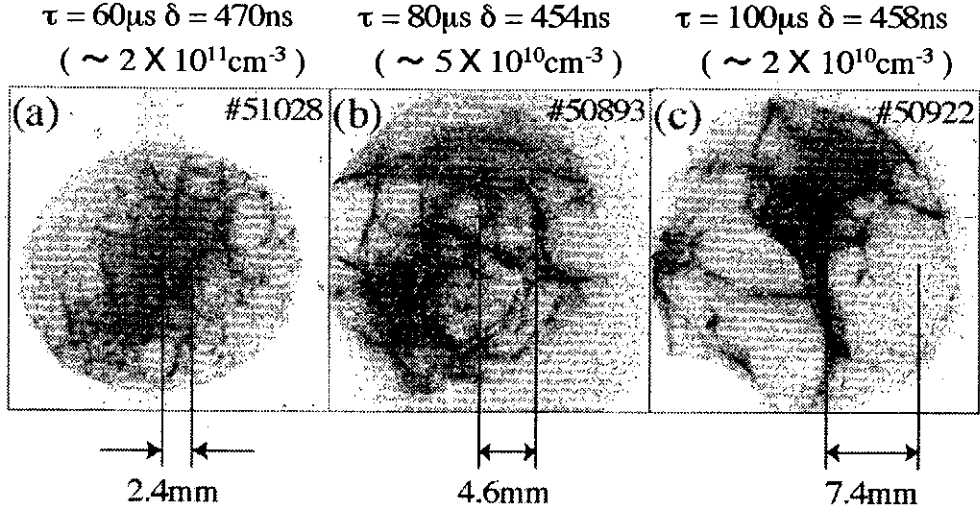 τ = 60μs δ = 470ns
( ~ 2 X 10¹¹cm⁻³ )
τ = 80μs δ = 454ns
( ~ 5 X 10¹⁰cm⁻³ )
τ = 100μs δ = 458ns
( ~ 2 X 10¹⁰cm⁻³ )
(a) #51028
(b) #50893
(c) #50922
2.4mm
4.6mm
7.4mm